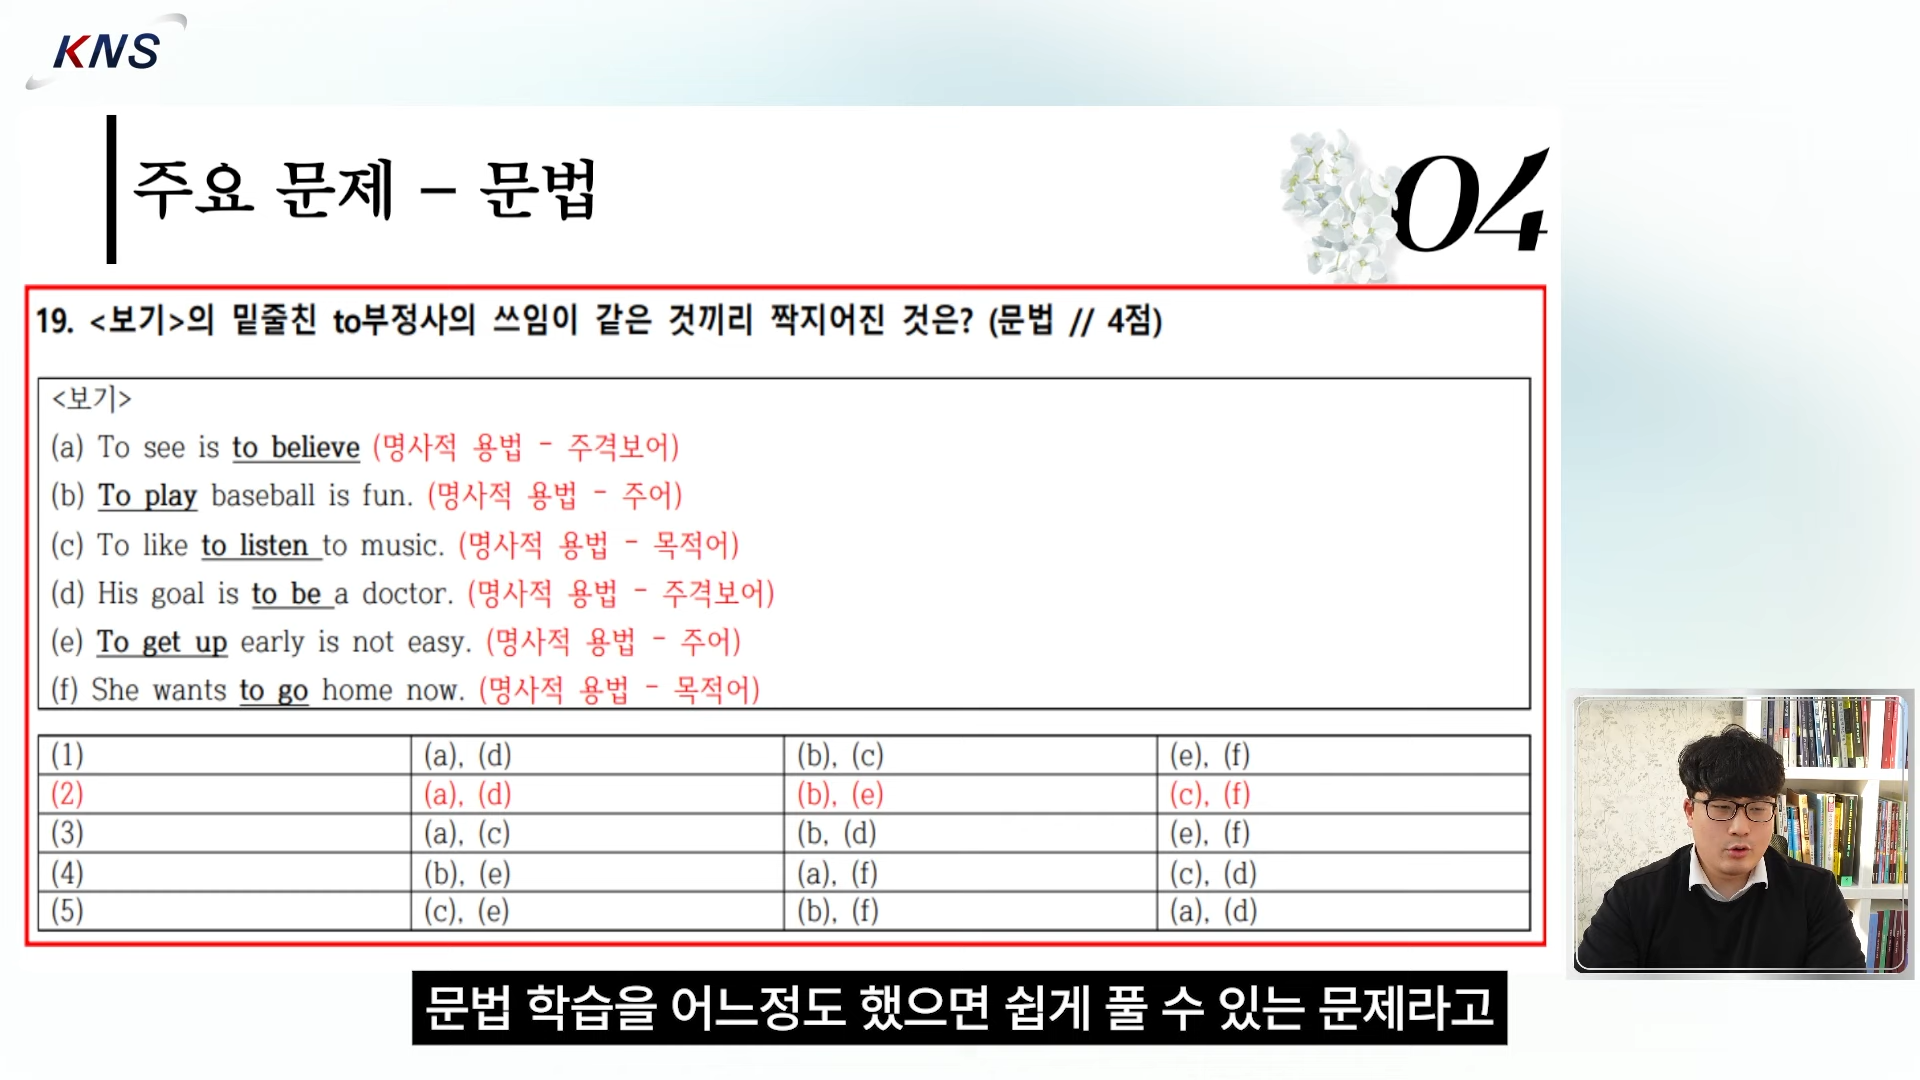 KNS
주요 문제 - 문법
04
19. <보기>의 밑줄친 to부정사의 쓰임이 같은 것끼리 짝지어진 것은? (문법 // 4점)
<보기>
(a) To see is to believe (명사적 용법 - 주격보어)
(b) To play baseball is fun. (명사적 용법 - 주어)
(c) To like to listen to music. (명사적 용법 - 목적어)
(d) His goal is to be a doctor. (명사적 용법 - 주격보어)
(e) To get up early is not easy. (명사적 용법 - 주어)
(f) She wants to go home now. (명사적 용법 - 목적어)
(1) (a), (d) (b), (c) (e), (f)
(2) (a), (d) (b), (e) (c), (f)
(3) (a), (c) (b, (d) (e), (f)
(4) (b), (e) (a), (f) (c), (d)
(5) (c), (e) (b), (f) (a), (d)
문법 학습을 어느정도 했으면 쉽게 풀 수 있는 문제라고